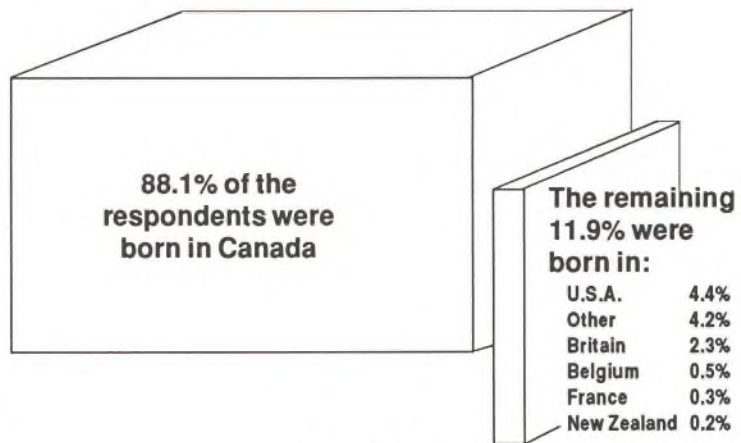 88.1% of the
respondents were
born in Canada
The remaining
11.9% were
born in:
U.S.A. 4.4%
Other 4.2%
Britain 2.3%
Belgium 0.5%
France 0.3%
New Zealand 0.2%